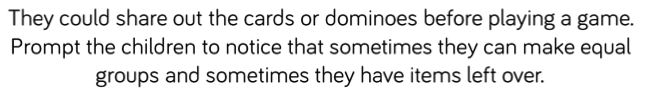 They could share out the cards or dominoes before playing a game.
Prompt the children to notice that sometimes they can make equal
groups and sometimes they have items left over.